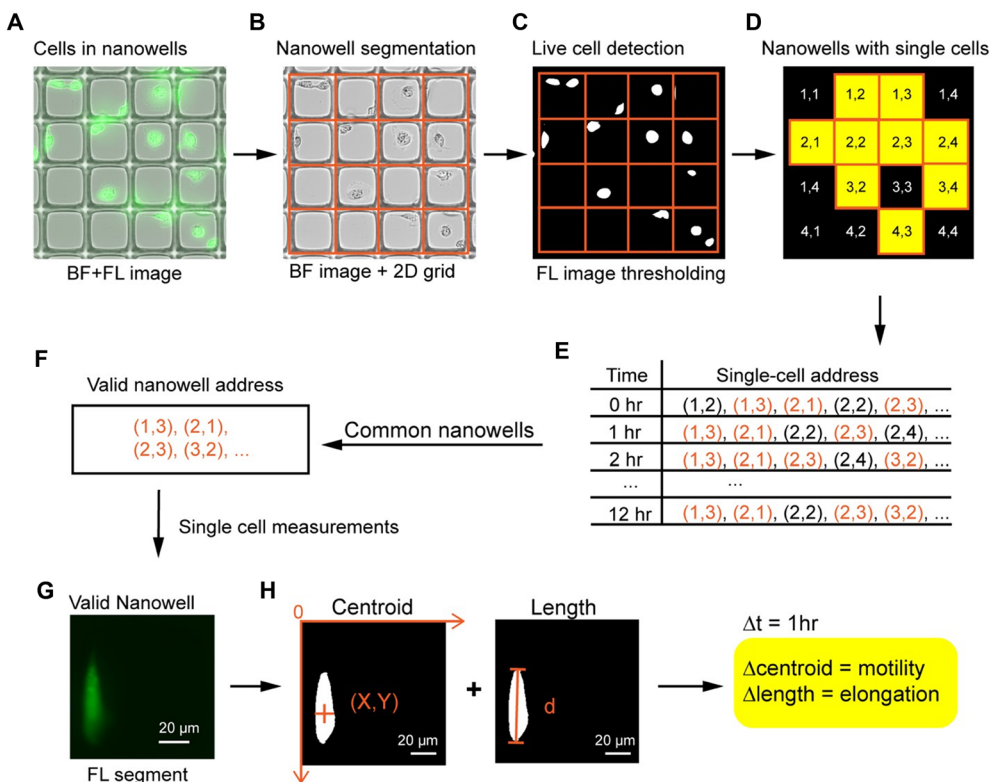 A
Cells in nanowells
BF+FL image
B
Nanowell segmentation
BF image + 2D grid
C
Live cell detection
FL image thresholding
D
Nanowells with single cells
1,1 1,2 1,3 1,4
2,1 2,2 2,3 2,4
1,4 3,2 3,3 3,4
4,1 4,2 4,3 4,4
E
Time Single-cell address
0 hr (1,2), (1,3), (2,1), (2,2), (2,3), ...
1 hr (1,3), (2,1), (2,2), (2,3), (2,4), ...
2 hr (1,3), (2,1), (2,3), (2,4), (3,2), ...
... ...
12 hr (1,3), (2,1), (2,2), (2,3), (3,2), ...
Common nanowells
F
Valid nanowell address
(1,3), (2,1),
(2,3), (3,2), ...
Single cell measurements
G
Valid Nanowell
20 μm
FL segment
H
0
Centroid
(X,Y)
20 μm
+
Length
d
20 μm
Δt = 1hr
Δcentroid = motility
Δlength = elongation